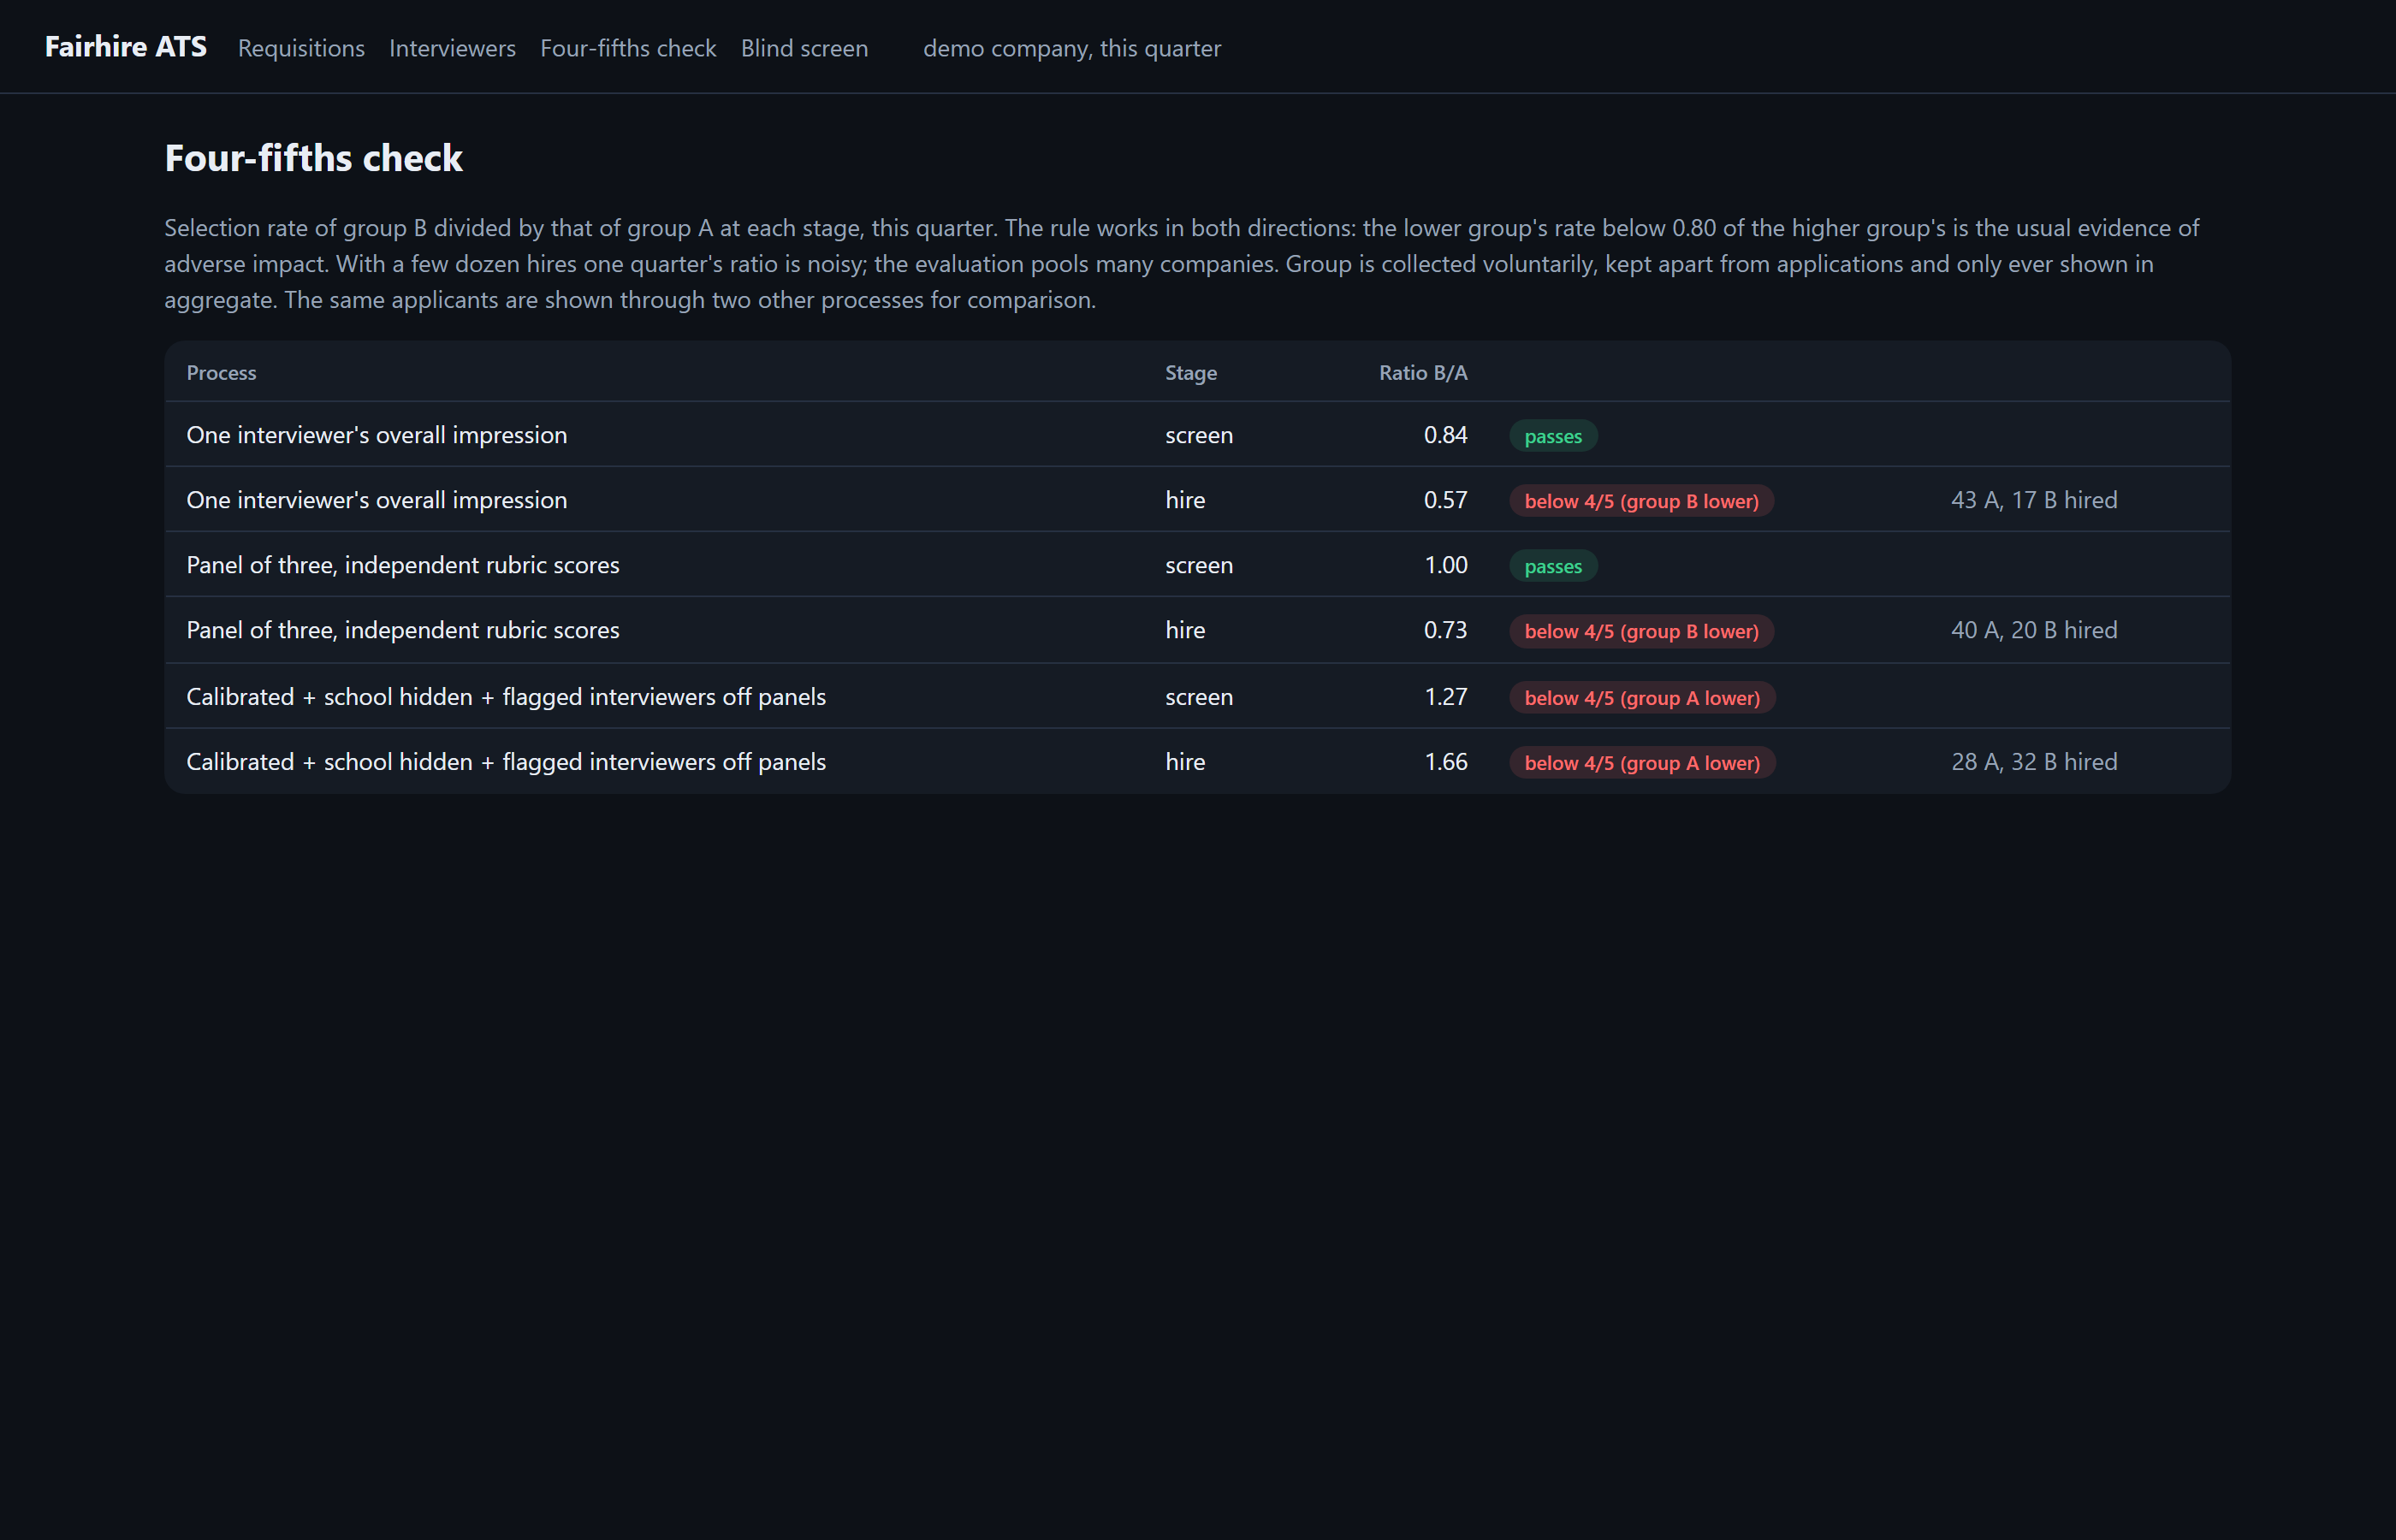 Fairhire ATS Requisitions Interviewers Four-fifths check Blind screen demo company, this quarter
Four-fifths check
Selection rate of group B divided by that of group A at each stage, this quarter. The rule works in both directions: the lower group's rate below 0.80 of the higher group's is the usual evidence of
adverse impact. With a few dozen hires one quarter's ratio is noisy; the evaluation pools many companies. Group is collected voluntarily, kept apart from applications and only ever shown in
aggregate. The same applicants are shown through two other processes for comparison.
Process Stage Ratio B/A
One interviewer's overall impression screen 0.84 passes
One interviewer's overall impression hire 0.57 below 4/5 (group B lower) 43 A, 17 B hired
Panel of three, independent rubric scores screen 1.00 passes
Panel of three, independent rubric scores hire 0.73 below 4/5 (group B lower) 40 A, 20 B hired
Calibrated + school hidden + flagged interviewers off panels screen 1.27 below 4/5 (group A lower)
Calibrated + school hidden + flagged interviewers off panels hire 1.66 below 4/5 (group A lower) 28 A, 32 B hired